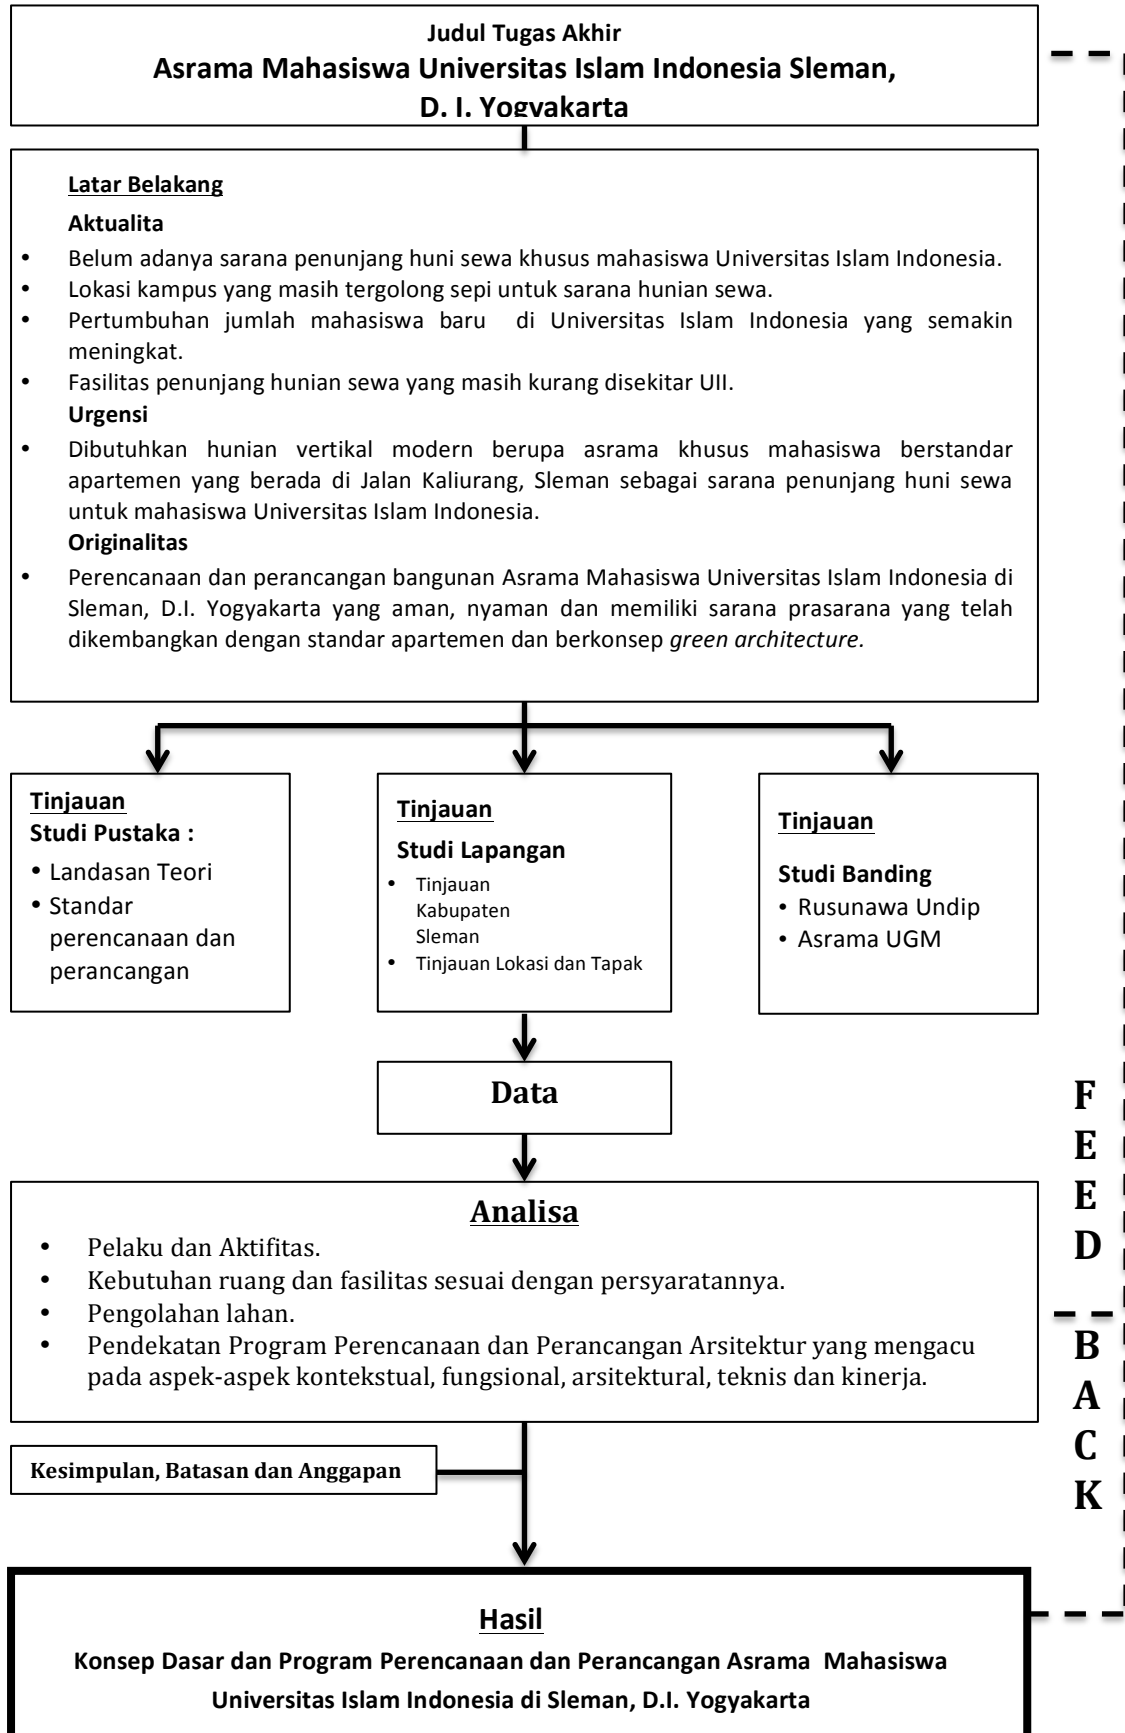 Judul Tugas Akhir
Asrama Mahasiswa Universitas Islam Indonesia Sleman,
D. I. Yogyakarta
Latar Belakang
Aktualita
• Belum adanya sarana penunjang huni sewa khusus mahasiswa Universitas Islam Indonesia.
• Lokasi kampus yang masih tergolong sepi untuk sarana hunian sewa.
• Pertumbuhan jumlah mahasiswa baru di Universitas Islam Indonesia yang semakin
meningkat.
• Fasilitas penunjang hunian sewa yang masih kurang disekitar UII.
Urgensi
• Dibutuhkan hunian vertikal modern berupa asrama khusus mahasiswa berstandar
apartemen yang berada di Jalan Kaliurang, Sleman sebagai sarana penunjang huni sewa
untuk mahasiswa Universitas Islam Indonesia.
Originalitas
• Perencanaan dan perancangan bangunan Asrama Mahasiswa Universitas Islam Indonesia di
Sleman, D.I. Yogyakarta yang aman, nyaman dan memiliki sarana prasarana yang telah
dikembangkan dengan standar apartemen dan berkonsep green architecture.
Tinjauan
Studi Pustaka :
• Landasan Teori
• Standar
perencanaan dan
perancangan
Tinjauan
Studi Lapangan
• Tinjauan
Kabupaten
Sleman
• Tinjauan Lokasi dan Tapak
Tinjauan
Studi Banding
• Rusunawa Undip
• Asrama UGM
Data
Analisa
• Pelaku dan Aktifitas.
• Kebutuhan ruang dan fasilitas sesuai dengan persyaratannya.
• Pengolahan lahan.
• Pendekatan Program Perencanaan dan Perancangan Arsitektur yang mengacu
pada aspek-aspek kontekstual, fungsional, arsitektural, teknis dan kinerja.
Kesimpulan, Batasan dan Anggapan
Hasil
Konsep Dasar dan Program Perencanaan dan Perancangan Asrama Mahasiswa
Universitas Islam Indonesia di Sleman, D.I. Yogyakarta
F
E
E
D
B
A
C
K